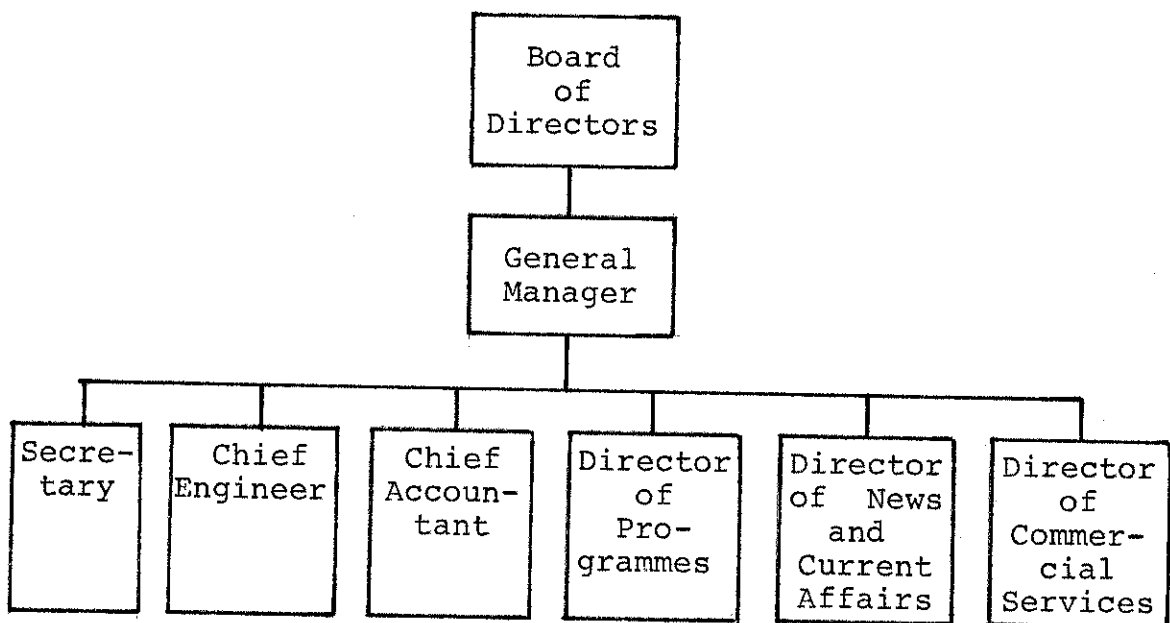 Board
of
Directors
General
Manager
Secre-
tary
Chief
Engineer
Chief
Accoun-
tant
Director
of
Pro-
grammes
Director
of News
and
Current
Affairs
Director
of
Commer-
cial
Services